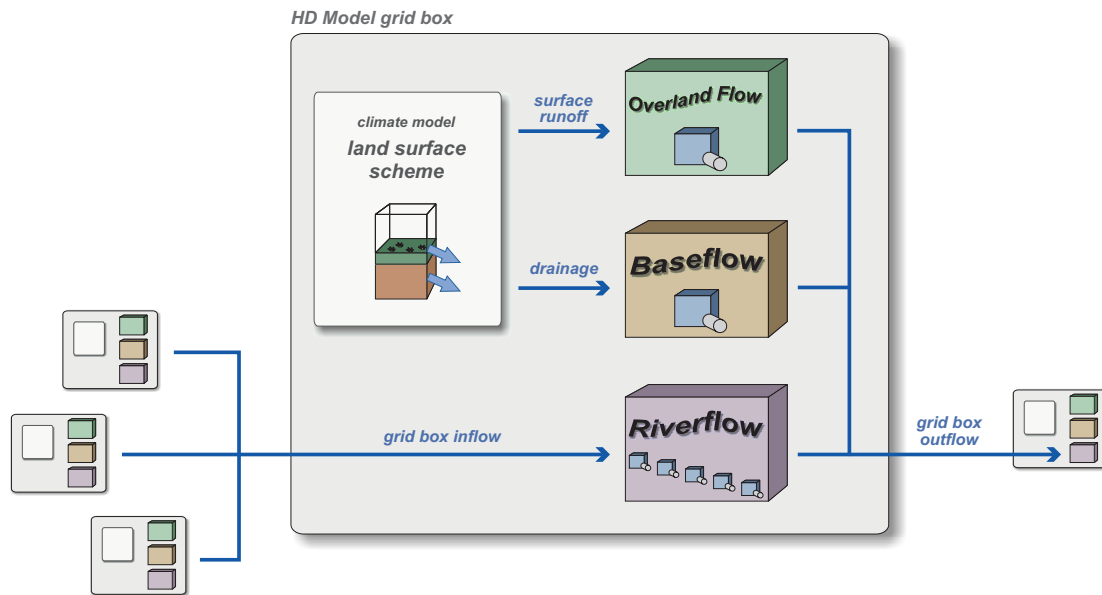 HD Model grid box
climate model
land surface
scheme
surface
runoff
Overland Flow
drainage
Baseflow
grid box inflow
Riverflow
grid box
outflow